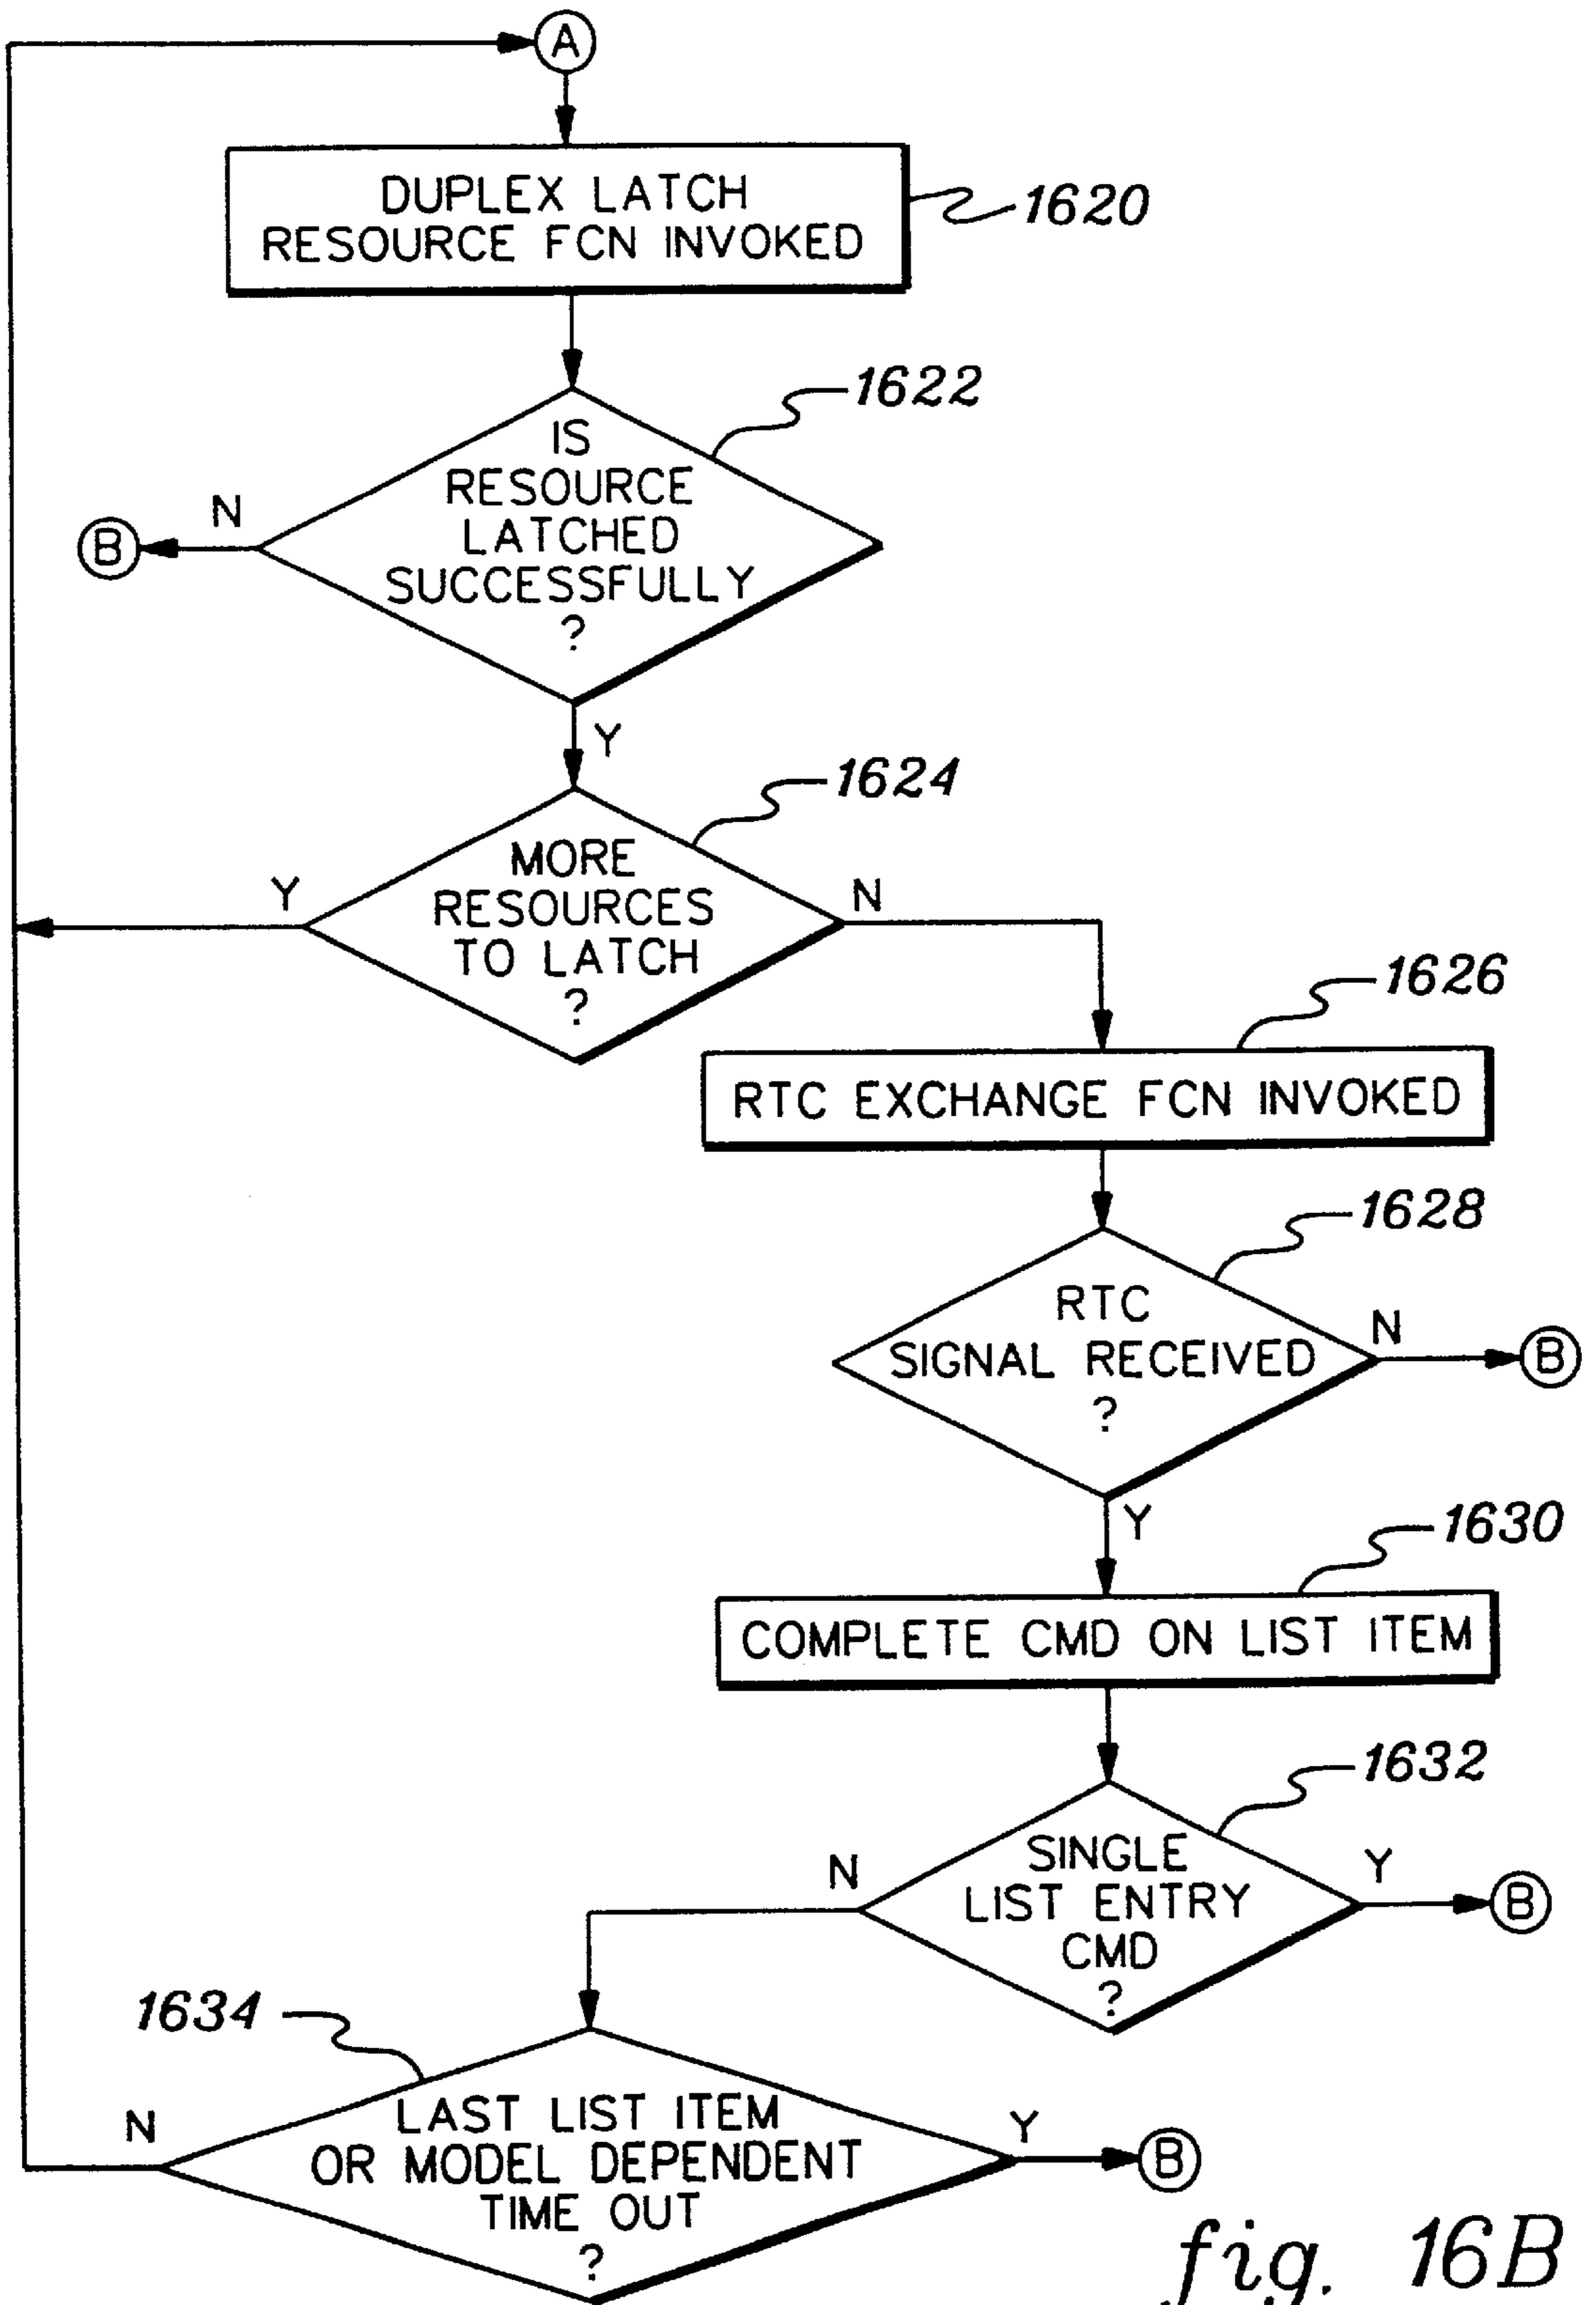 A
DUPLEX LATCH
RESOURCE FCN INVOKED
1620
1622
IS
RESOURCE
LATCHED
SUCCESSFULLY
?
N
B
Y
1624
MORE
RESOURCES
TO LATCH
?
Y
N
1626
RTC EXCHANGE FCN INVOKED
1628
RTC
SIGNAL RECEIVED
?
N
B
Y
1630
COMPLETE CMD ON LIST ITEM
1632
SINGLE
LIST ENTRY
CMD
?
N
Y
B
1634
LAST LIST ITEM
OR MODEL DEPENDENT
TIME OUT
?
N
Y
B
fig. 16B